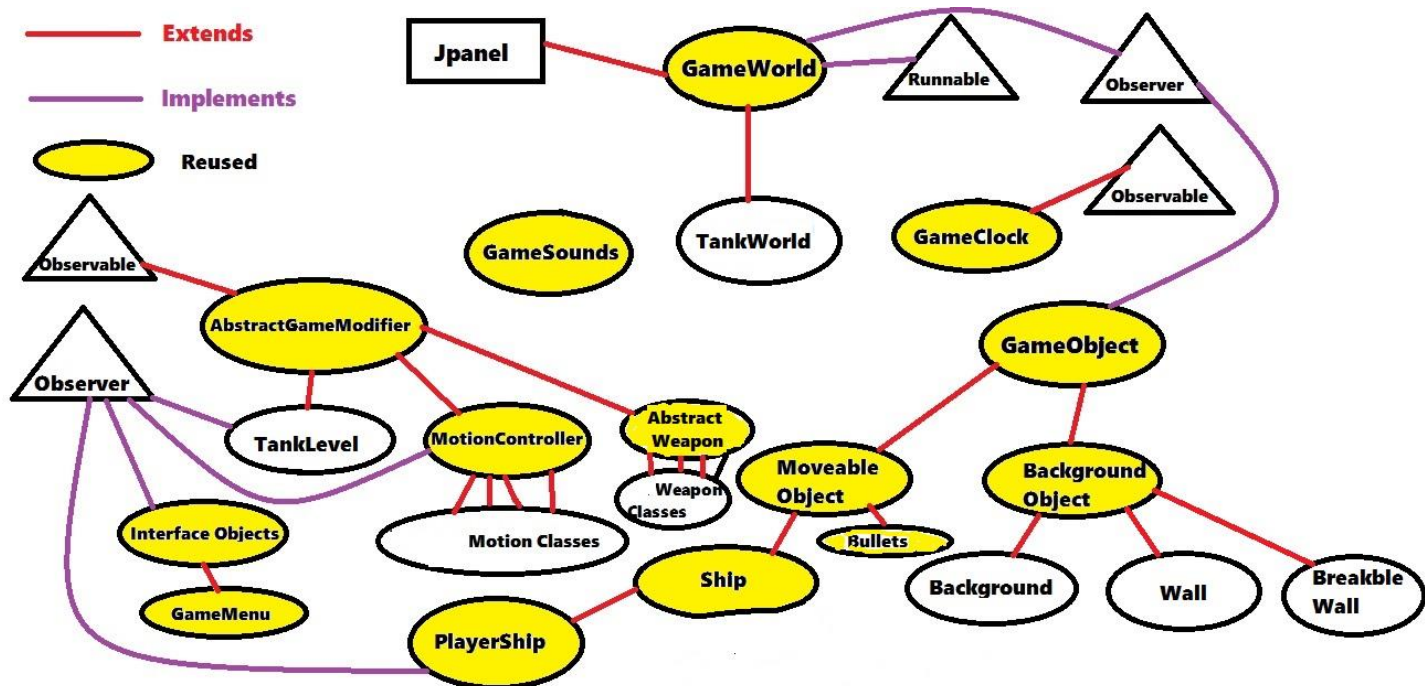 Extends
Jpanel
GameWorld
Runnable
Observer
Implements
Reused
Observable
TankWorld
GameClock
GameSounds
Observable
AbstractGameModifier
GameObject
Observer
TankLevel
MotionController
Abstract
Weapon
Weapon
Classes
Moveable
Object
Background
Object
Interface Objects
Motion Classes
Bullets
Ship
Background
Wall
Breakble
Wall
GameMenu
PlayerShip